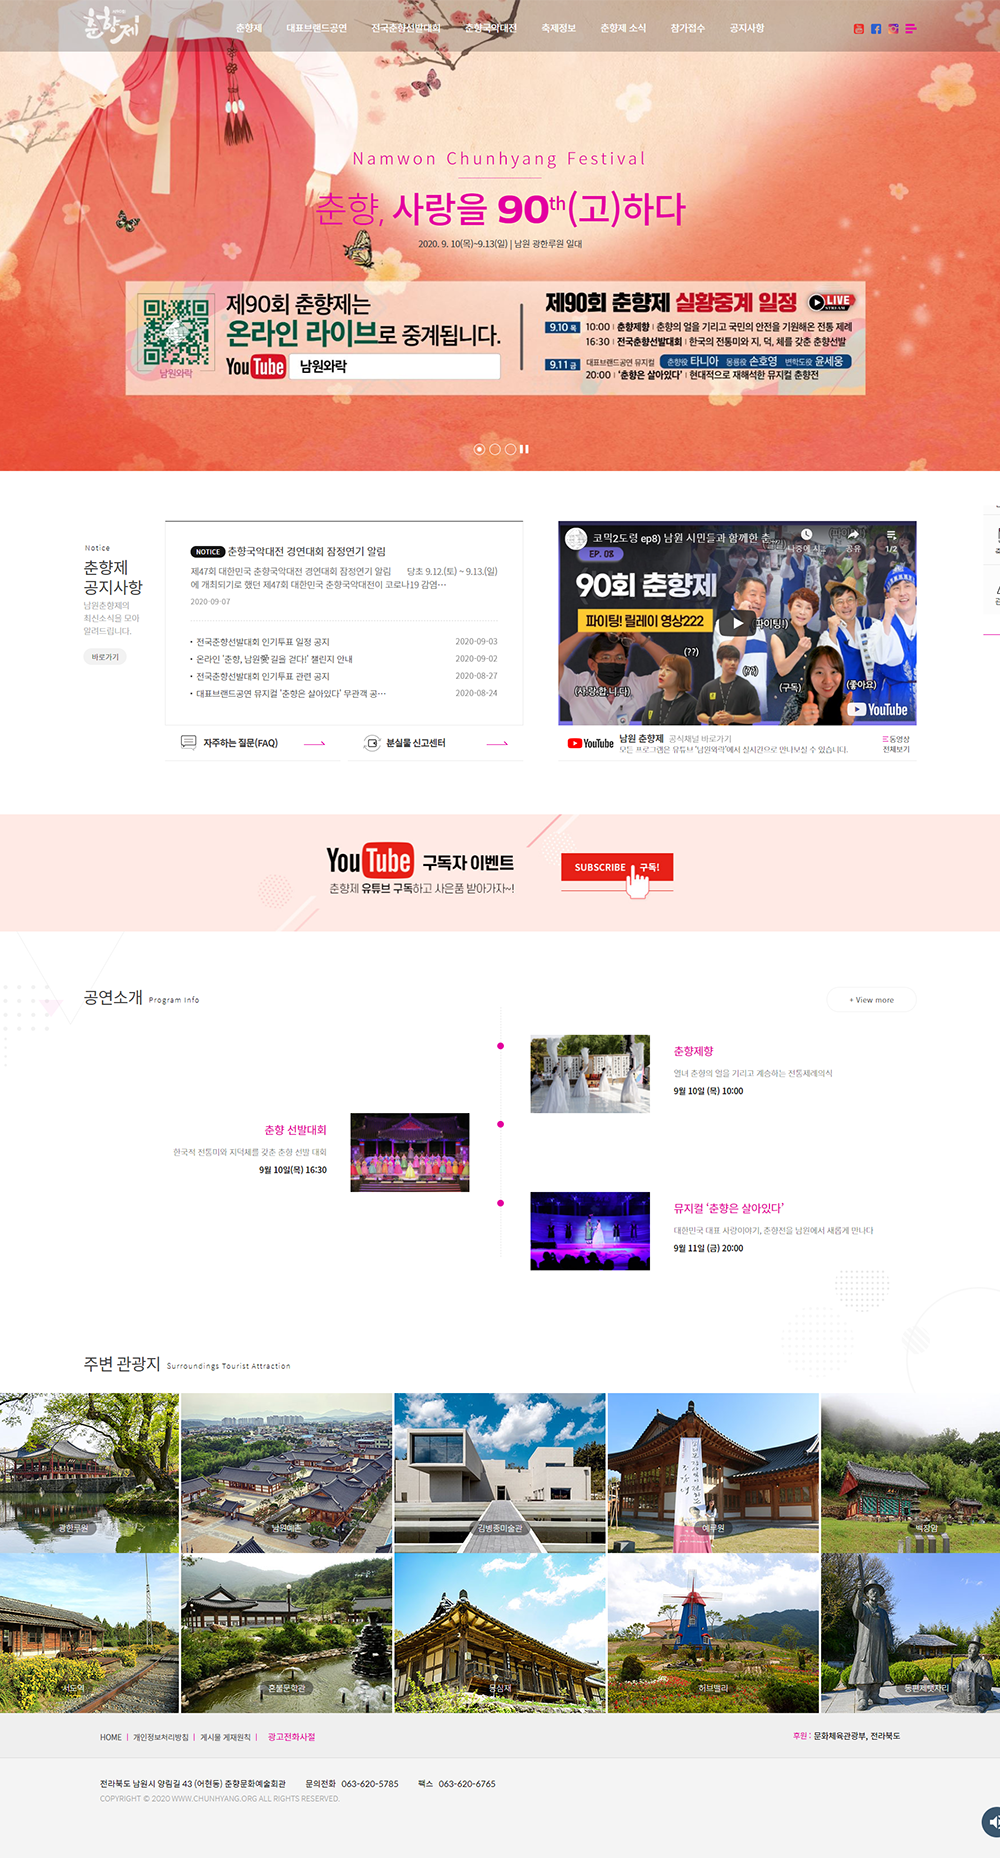 춘향제
춘향제 대표브랜드공연 전국춘향선발대회 춘향국악대전 축제정보 춘향제 소식 참가접수 공지사항
Namwon Chunhyang Festival
춘향, 사랑을 90th(고)하다
2020. 9. 10(목)~9.13(일) | 남원 광한루원 일대
남원와락
제90회 춘향제는
온라인 라이브로 중계됩니다.
YouTube 남원와락
제90회 춘향제 실황중계 일정 LIVE STREAM
9.10 목 10:00 | 춘향제향 | 춘향의 얼을 기리고 국민의 안전을 기원해온 전통 제례
16:30 | 전국춘향선발대회 | 한국의 전통미와 지, 덕, 체를 갖춘 춘향선발
9.11 금 대표브랜드공연 뮤지컬 춘향役 타니아 몽룡役 손호영 변학도役 윤세웅
20:00 | '춘향은 살아있다' | 현대적으로 재해석한 뮤지컬 춘향전
Notice
춘향제
공지사항
남원춘향제의
최신소식을 모아
알려드립니다.
바로가기
NOTICE 춘향국악대전 경연대회 잠정연기 알림
제47회 대한민국 춘향국악대전 경연대회 잠정연기 알림 당초 9.12.(토) ~ 9.13.(일)
에 개최되기로 했던 제47회 대한민국 춘향국악대전이 코로나19 감염…
2020-09-07
전국춘향선발대회 인기투표 일정 공지 2020-09-03
온라인 '춘향, 남원愛 길을 걷다!' 챌린지 안내 2020-09-02
전국춘향선발대회 인기투표 관련 공지 2020-08-27
대표브랜드공연 뮤지컬 '춘향은 살아있다' 무관객 공… 2020-08-24
자주하는 질문(FAQ)
분실물 신고센터
코믹2도령 ep8) 남원 시민들과 함께한 춘…
나중에 시... 공유 1/2
EP. 08
90회 춘향제
파이팅! 릴레이 영상222
파이팅!)
(??)
(??)
(사.랑.합.니.다)
(구독)
(좋아요)
YouTube
YouTube 남원 춘향제 공식채널 바로가기
모든 프로그램은 유튜브 '남원와락'에서 실시간으로 만나보실 수 있습니다.
동영상
전체보기
YouTube 구독자 이벤트
춘향제 유튜브 구독하고 사은품 받아가자~!
SUBSCRIBE 구독!
공연소개 Program Info
+ View more
춘향제향
열녀 춘향의 얼을 기리고 계승하는 전통제례의식
9월 10일 (목) 10:00
춘향 선발대회
한국적 전통미와 지덕체를 갖춘 춘향 선발 대회
9월 10일(목) 16:30
뮤지컬 '춘향은 살아있다'
대한민국 대표 사랑이야기, 춘향전을 남원에서 새롭게 만나다
9월 11일 (금) 20:00
주변 관광지 Surroundings Tourist Attraction
광한루원
남원예촌
김병종미술관
예루원
백장암
서도역
혼불문학관
몽심재
허브밸리
동편제탯자리
HOME | 개인정보처리방침 | 게시물 게재원칙 | 광고전화사절
후원 : 문화체육관광부, 전라북도
전라북도 남원시 양림길 43 (어현동) 춘향문화예술회관 문의전화 063-620-5785 팩스 063-620-6765
COPYRIGHT © 2020 WWW.CHUNHYANG.ORG ALL RIGHTS RESERVED.